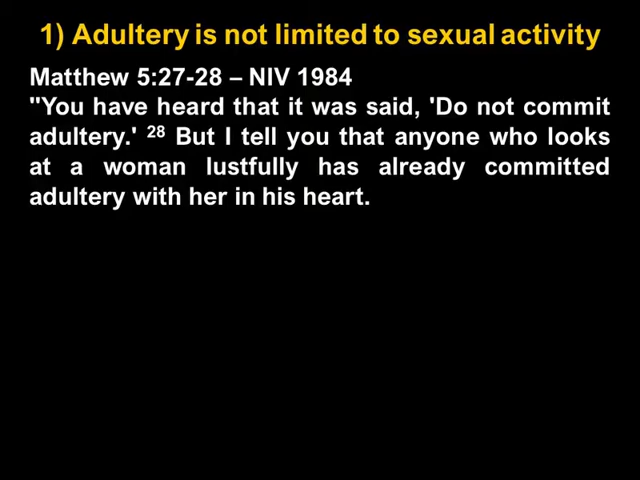 1) Adultery is not limited to sexual activity
Matthew 5:27-28 – NIV 1984
"You have heard that it was said, 'Do not commit
adultery.' 28 But I tell you that anyone who looks
at a woman lustfully has already committed
adultery with her in his heart.